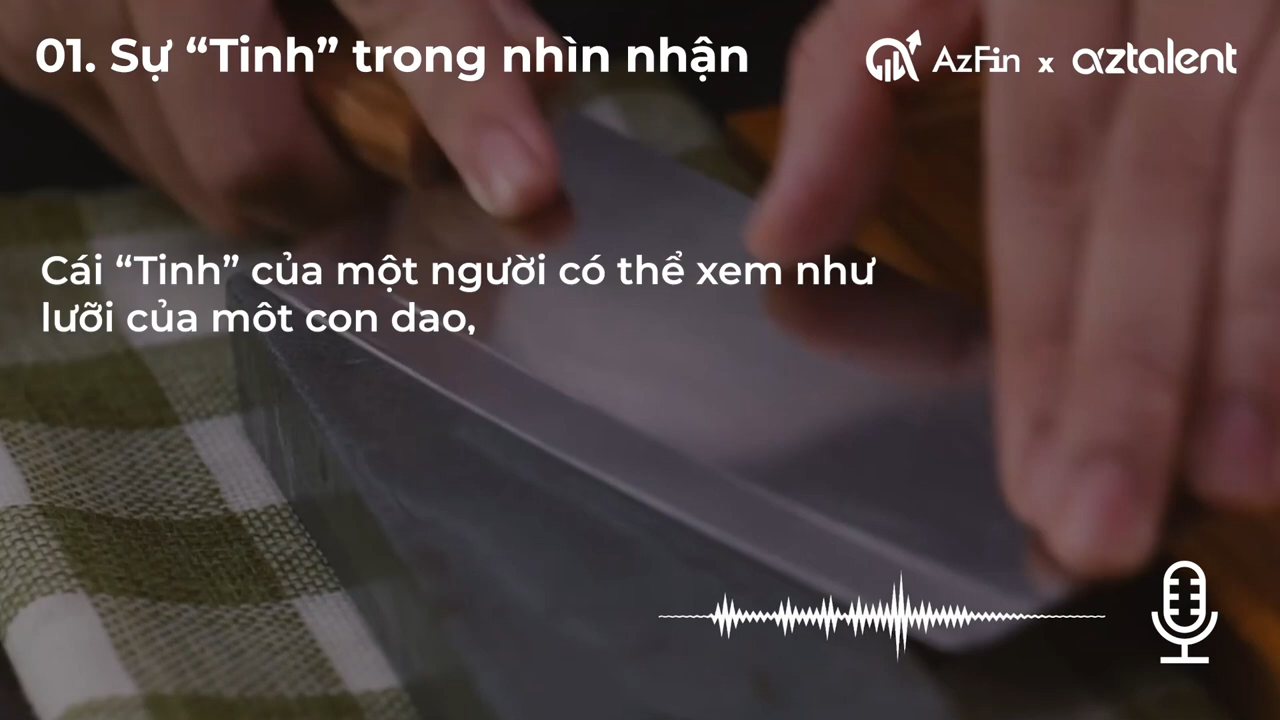 01. Sự “Tinh” trong nhìn nhận
AzFin x aztalent
Cái “Tinh” của một người có thể xem như
lưỡi của môt con dao,